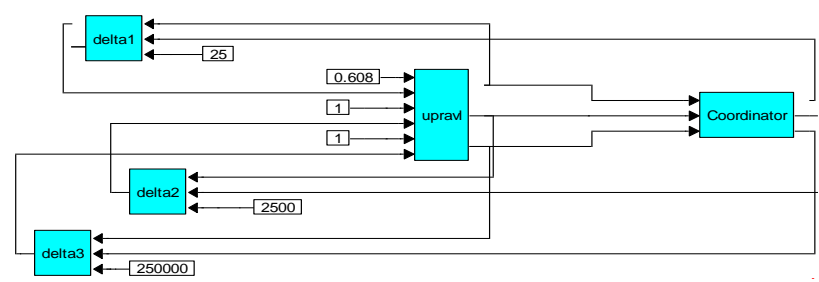 delta1
25
0.608
1
upravl
Coordinator
1
delta2
2500
delta3
250000